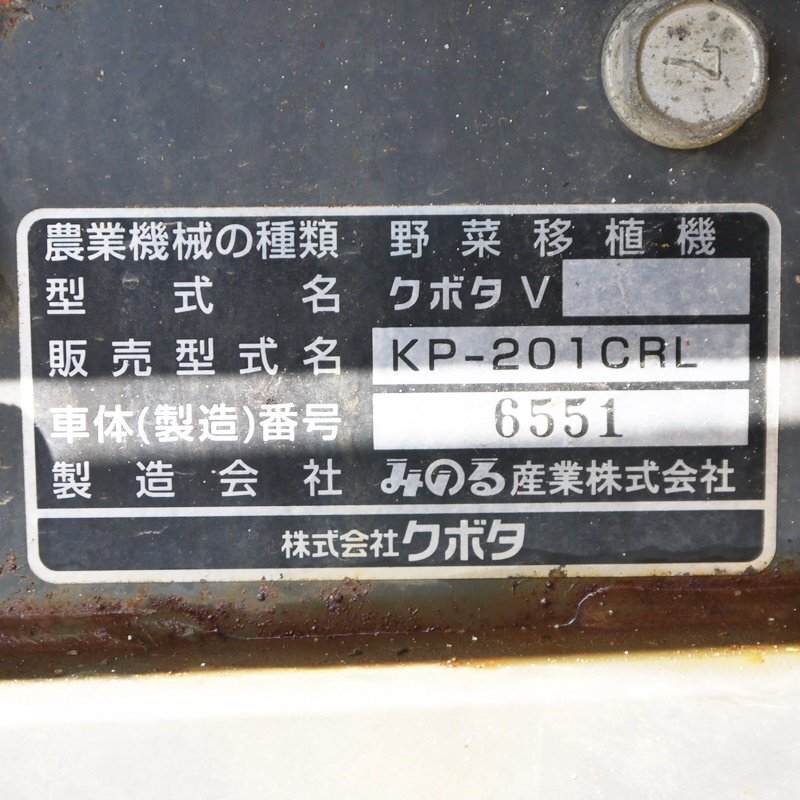 7
農業機械の種類 野菜移植機
型式名 クボタV
販売型式名 KP-201CRL
車体(製造)番号 6551
製造会社 みのる産業株式会社
株式会社クボタ